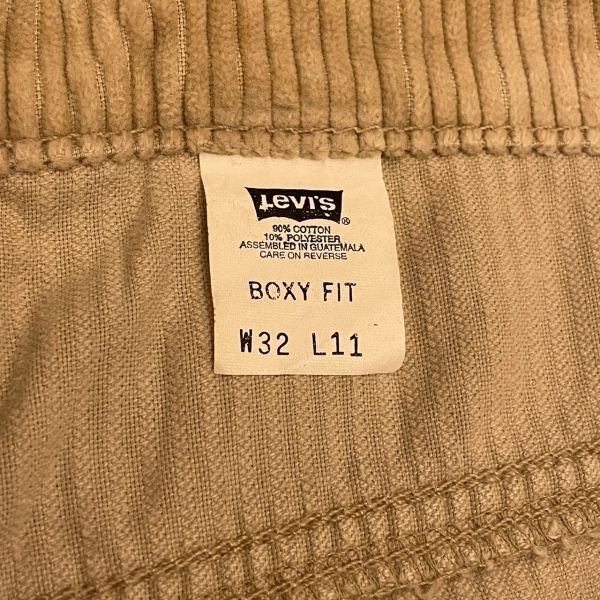 Levi's ®
90% COTTON
10% POLYESTER
ASSEMBLED IN GUATEMALA
CARE ON REVERSE
BOXY FIT
W32 L11